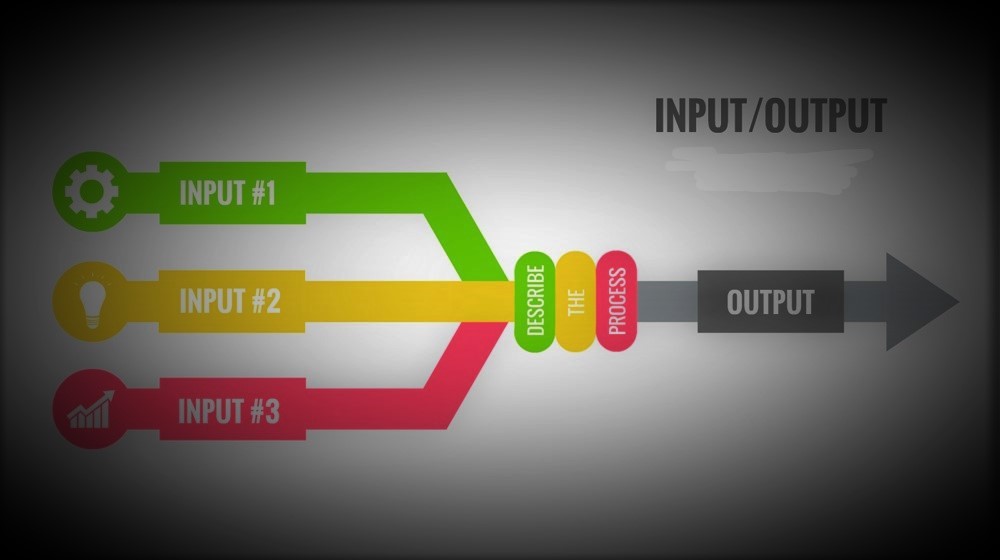 INPUT/OUTPUT
INPUT #1
INPUT #2
DESCRIBE
THE
PROCESS
OUTPUT
INPUT #3